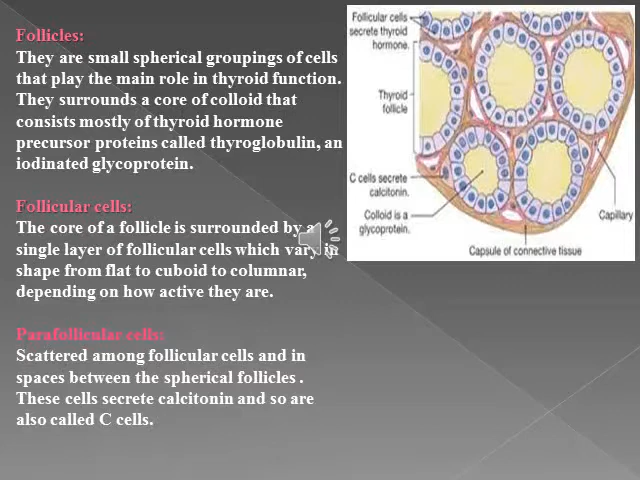 Follicles:
They are small spherical groupings of cells
that play the main role in thyroid function.
They surrounds a core of colloid that
consists mostly of thyroid hormone
precursor proteins called thyroglobulin, an
iodinated glycoprotein.
Follicular cells:
The core of a follicle is surrounded by a
single layer of follicular cells which vary in
shape from flat to cuboid to columnar,
depending on how active they are.
Parafollicular cells:
Scattered among follicular cells and in
spaces between the spherical follicles .
These cells secrete calcitonin and so are
also called C cells.
Follicular cells
secrete thyroid
hormone.
Thyroid
follicle
C cells secrete
calcitonin.
Colloid is a
glycoprotein.
Capillary
Capsule of connective tissue